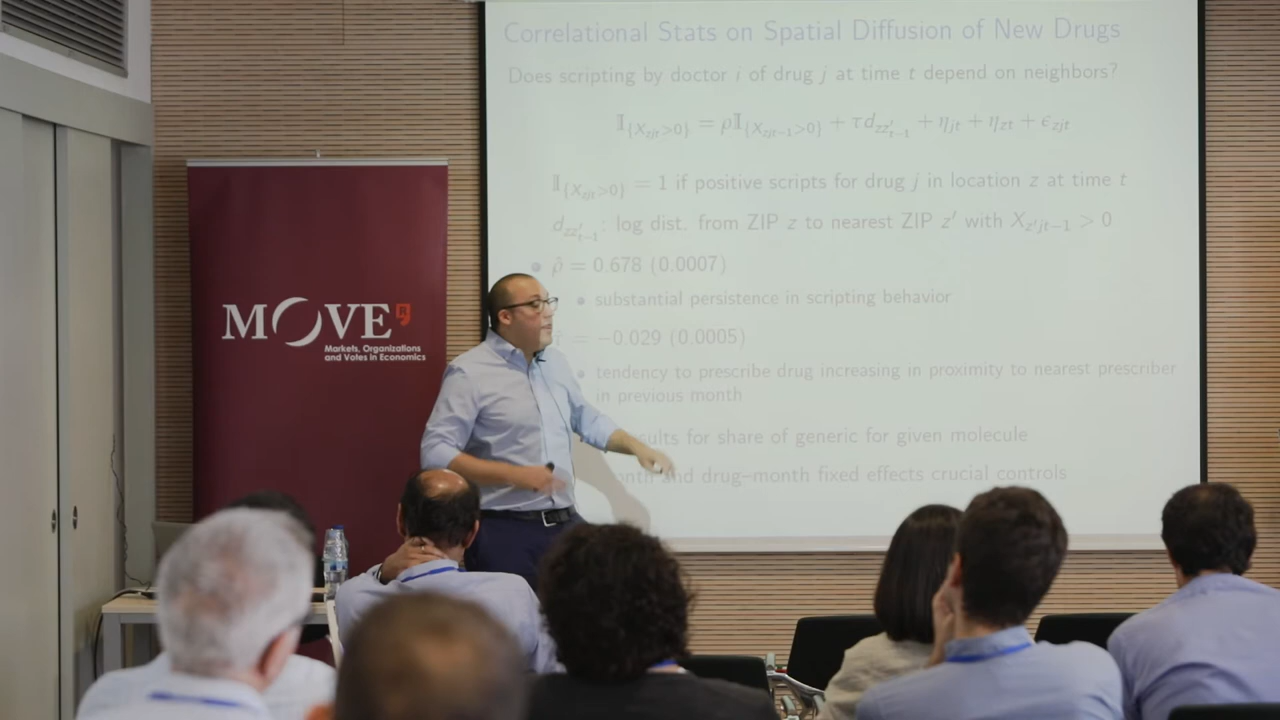 Correlational Stats on Spatial Diffusion of New Drugs
Does scripting by doctor i of drug j at time t depend on neighbors?
𝕀{Xzjt>0} = ρ𝕀{Xzjt−1>0} + τdzz′t−1 + ηjt + ηzt + ϵzjt
𝕀{Xzjt>0} = 1 if positive scripts for drug j in location z at time t
dzz′t−1: log dist. from ZIP z to nearest ZIP z′ with Xz′jt−1 > 0
• ρ̂ = 0.678 (0.0007)
• substantial persistence in scripting behavior
= −0.029 (0.0005)
• tendency to prescribe drug increasing in proximity to nearest prescriber
in previous month
for share of generic for given molecule
and drug–month fixed effects crucial controls
MOVE R
Markets, Organizations
and Votes in Economics